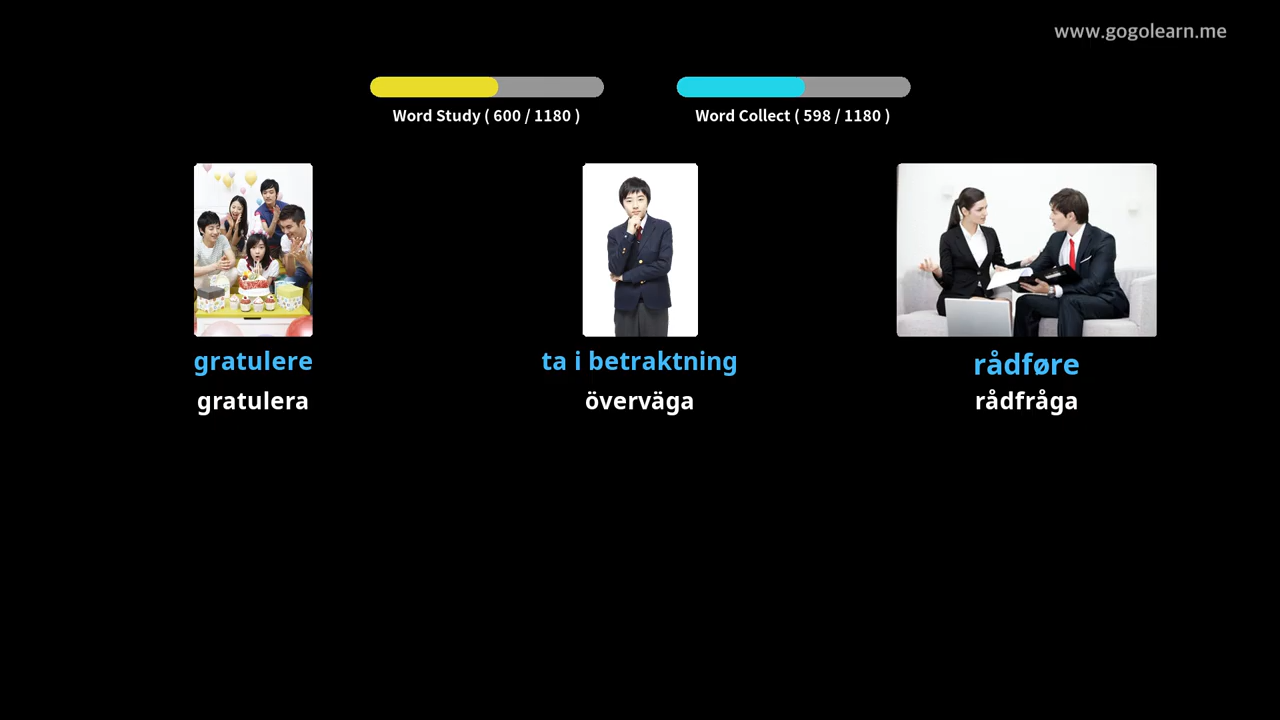 www.gogolearn.me
Word Study ( 600 / 1180 )
Word Collect ( 598 / 1180 )
gratulere
gratulera
ta i betraktning
överväga
rådføre
rådfråga